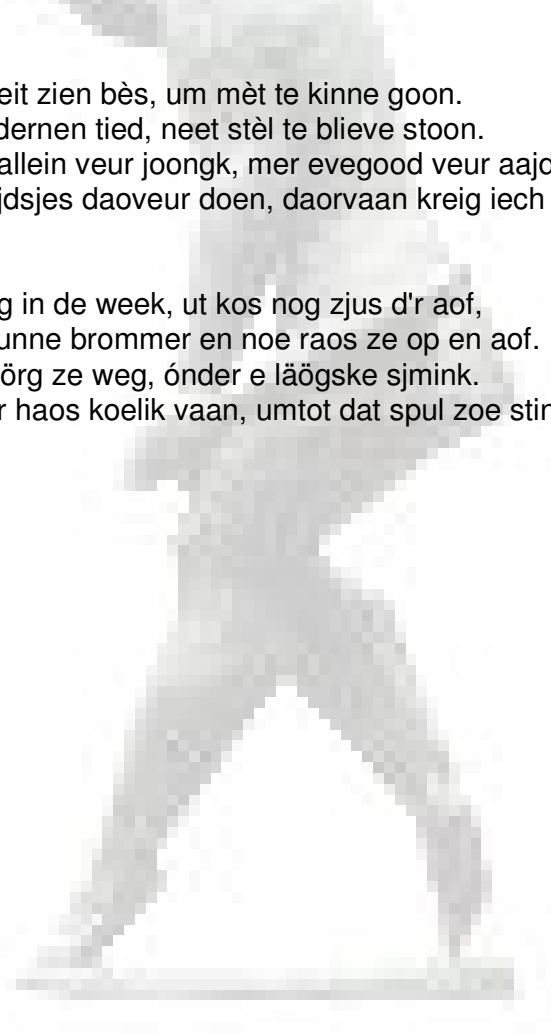 eit zien bès, um mèt te kinne goon.
dernen tied, neet stèl te blieve stoon.
allein veur joongk, mer evegood veur aajd
jdsjes daoveur doen, daorvaan kreig iech
g in de week, ut kos nog zjus d'r aof,
unne brommer en noe raos ze op en aof.
örg ze weg, ónder e läögske sjmink.
r haos koelik vaan, umtot dat spul zoe stin